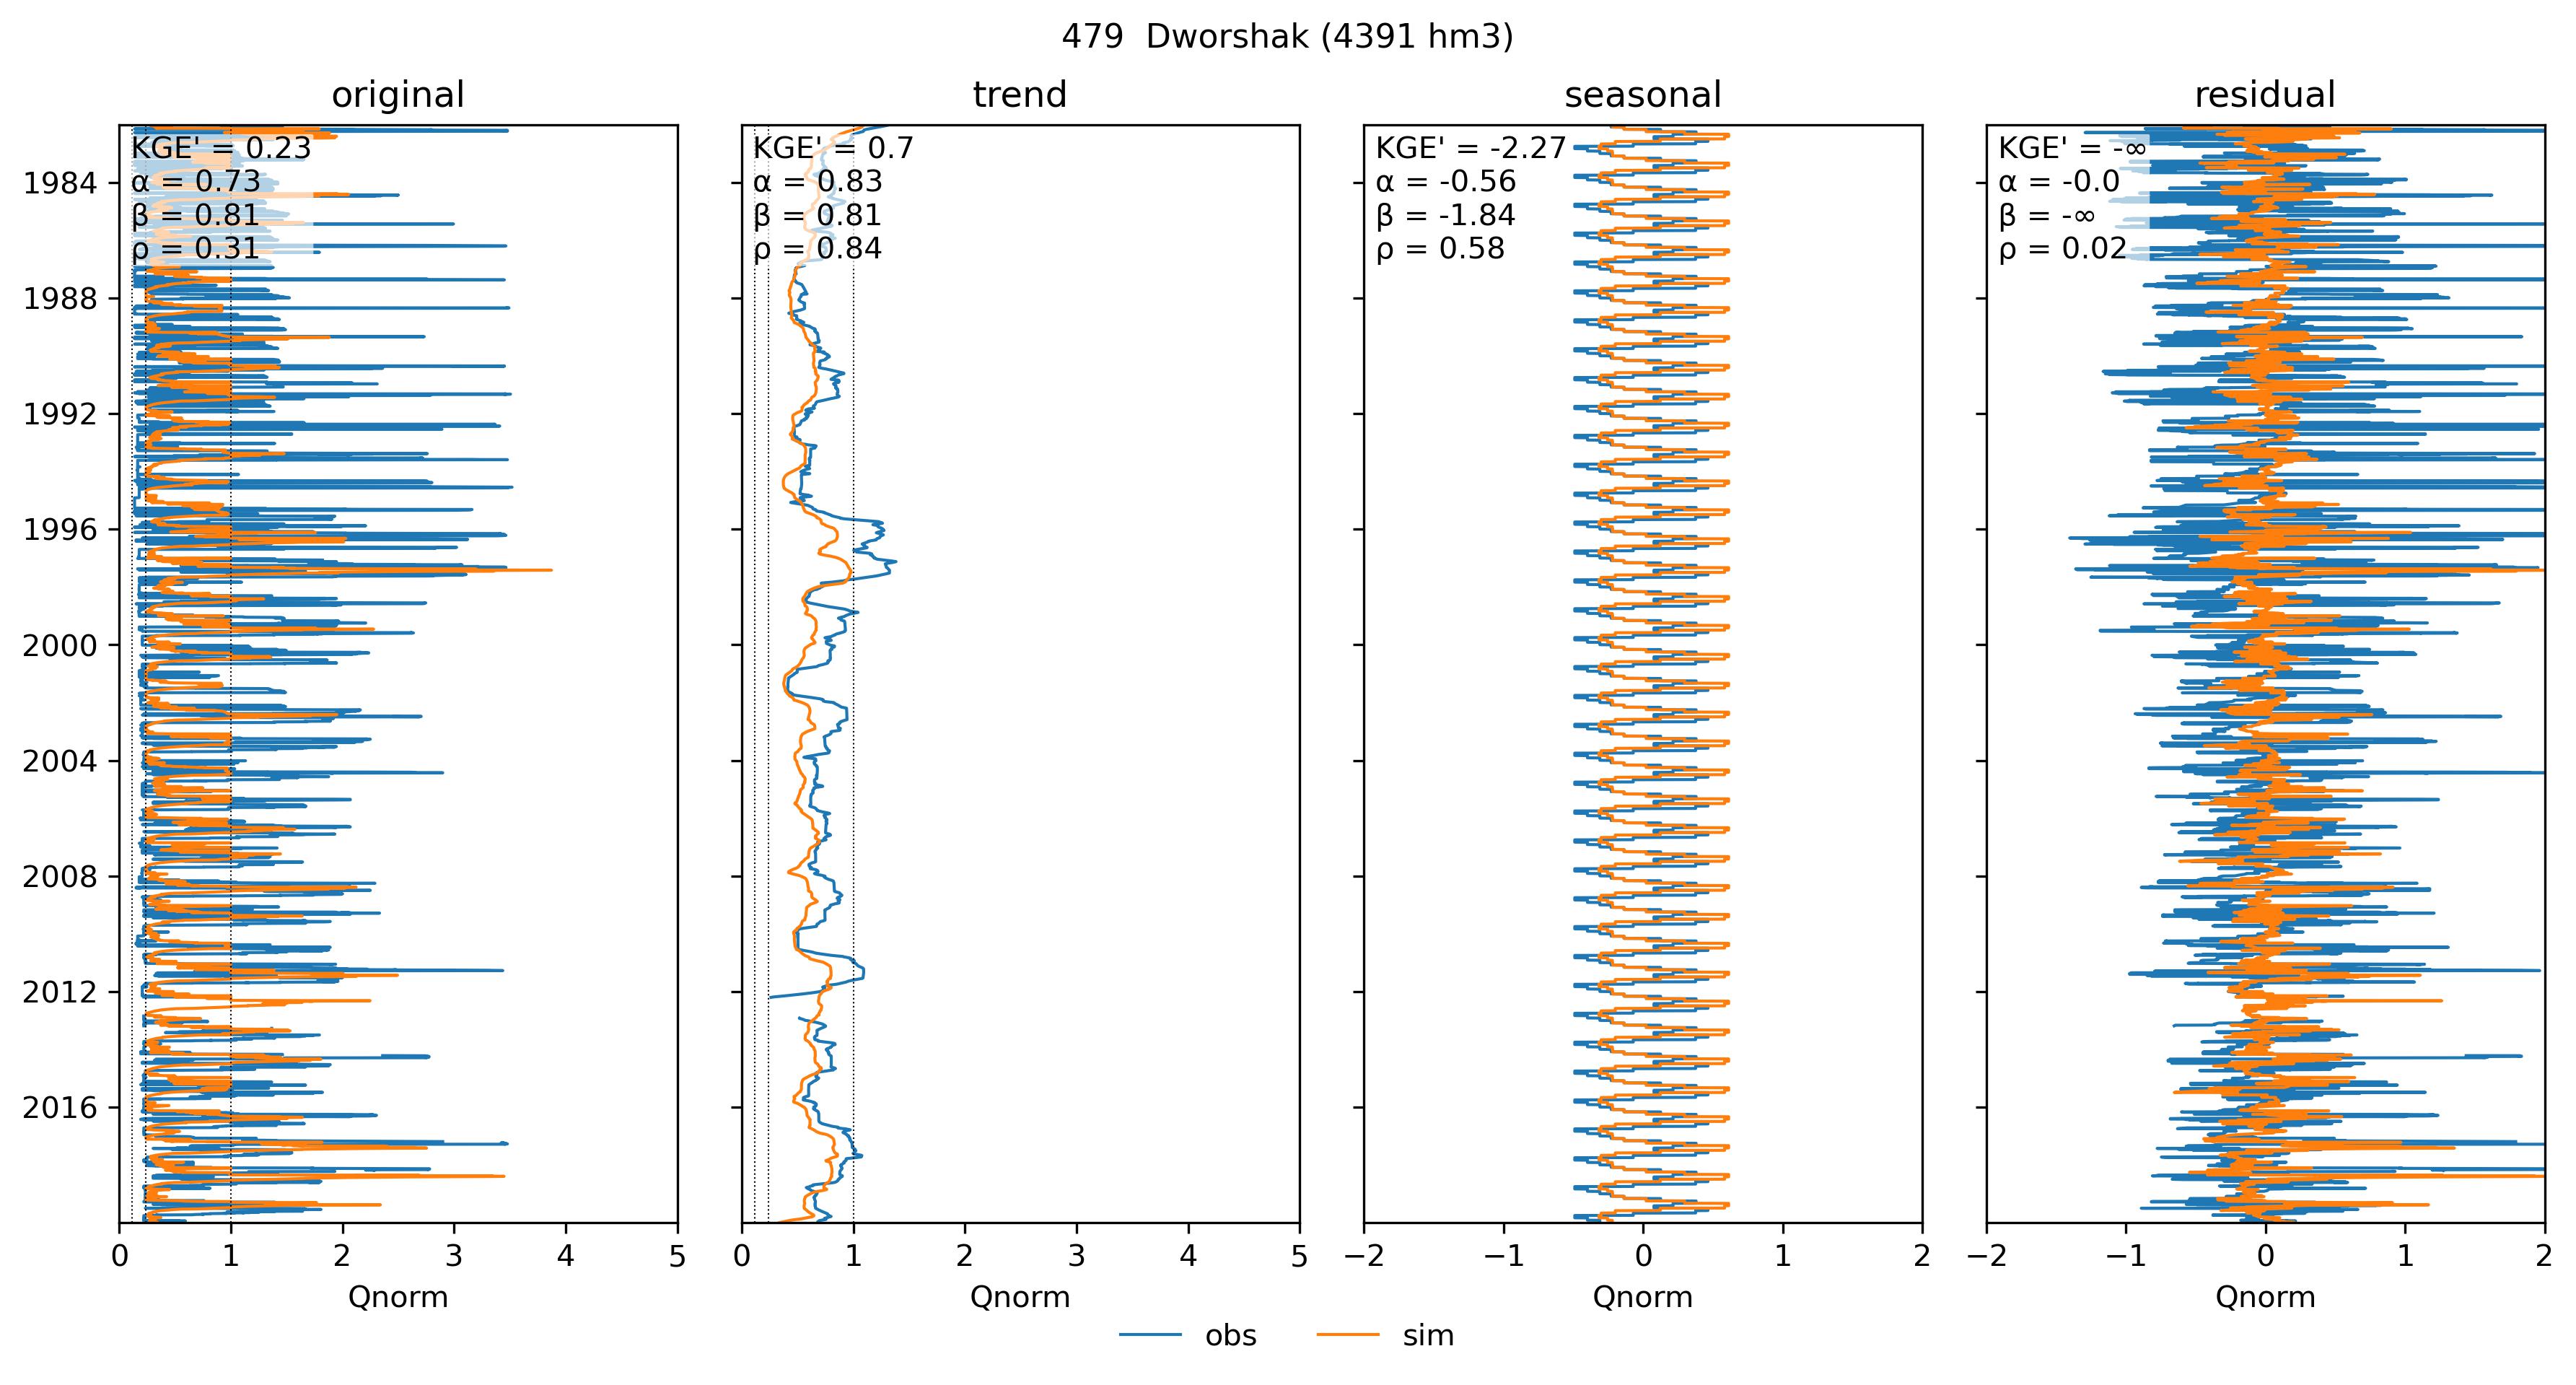 479  Dworshak (4391 hm3)
original
trend
seasonal
residual
KGE' = 0.23
α = 0.73
β = 0.81
ρ = 0.31
KGE' = 0.7
α = 0.83
β = 0.81
ρ = 0.84
KGE' = -2.27
α = -0.56
β = -1.84
ρ = 0.58
KGE' = -∞
α = -0.0
β = -∞
ρ = 0.02
1984
1988
1992
1996
2000
2004
2008
2012
2016
0 1 2 3 4 5
0 1 2 3 4 5
−2 −1 0 1 2
−2 −1 0 1 2
Qnorm
Qnorm
Qnorm
Qnorm
obs
sim